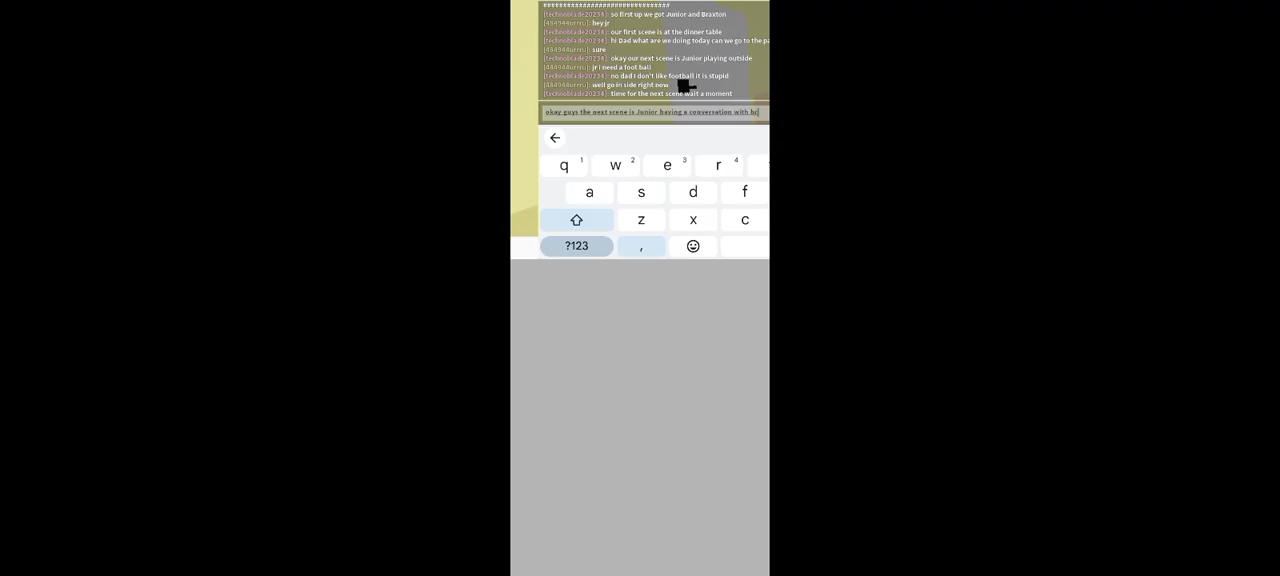 ################################
[technoblade20234]: so first up we got Junior and Braxton
[484944urrru]: hey jr
[technoblade20234]: our first scene is at the dinner table
[technoblade20234]: hi Dad what are we doing today can we go to the pa
[484944urrru]: sure
[technoblade20234]: okay our next scene is Junior playing outside
[484944urrru]: jr i need a foot ball
[technoblade20234]: no dad I don't like football it is stupid
[484944urrru]: well go in side right now
[technoblade20234]: time for the next scene wait a moment
okay guys the next scene is Junior having a conversation with br
q 1 w 2 e 3 r 4
a s d f
z x c
?123 ,